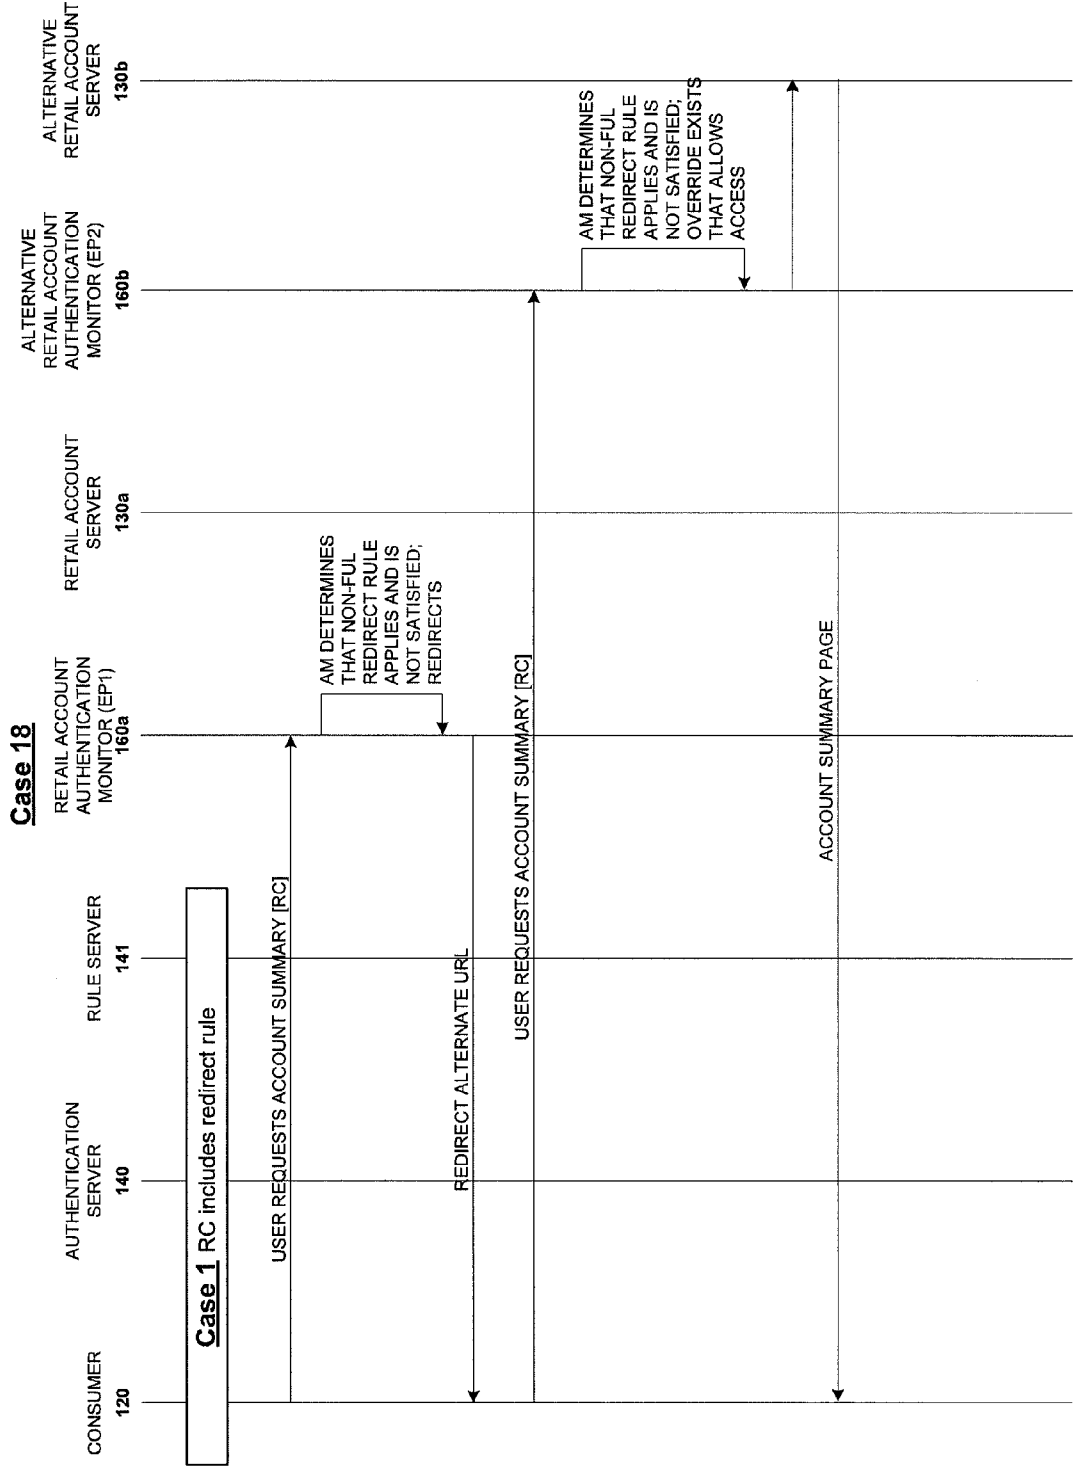 Case 18
CONSUMER
120
AUTHENTICATION
SERVER
140
RULE SERVER
141
RETAIL ACCOUNT
AUTHENTICATION
MONITOR (EP1)
160a
RETAIL ACCOUNT
SERVER
130a
ALTERNATIVE
RETAIL ACCOUNT
AUTHENTICATION
MONITOR (EP2)
160b
ALTERNATIVE
RETAIL ACCOUNT
SERVER
130b
Case 1 RC includes redirect rule
USER REQUESTS ACCOUNT SUMMARY [RC]
AM DETERMINES
THAT NON-FUL
REDIRECT RULE
APPLIES AND IS
NOT SATISFIED;
REDIRECTS
REDIRECT ALTERNATE URL
USER REQUESTS ACCOUNT SUMMARY [RC]
AM DETERMINES
THAT NON-FUL
REDIRECT RULE
APPLIES AND IS
NOT SATISFIED;
OVERRIDE EXISTS
THAT ALLOWS
ACCESS
ACCOUNT SUMMARY PAGE